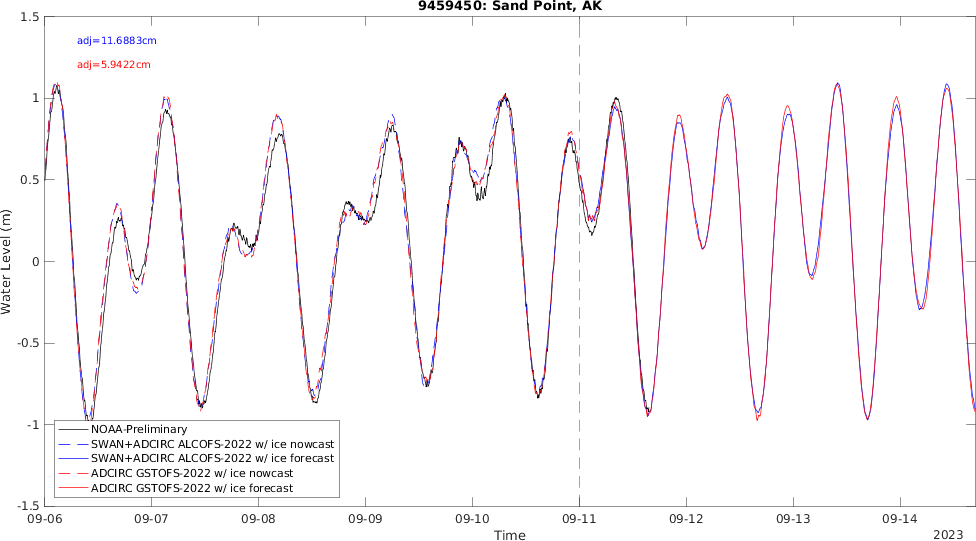 9459450: Sand Point, AK
adj=11.6883cm
adj=5.9422cm
Water Level (m)
1.5
1
0.5
0
-0.5
-1
-1.5
NOAA-Preliminary
SWAN+ADCIRC ALCOFS-2022 w/ ice nowcast
SWAN+ADCIRC ALCOFS-2022 w/ ice forecast
ADCIRC GSTOFS-2022 w/ ice nowcast
ADCIRC GSTOFS-2022 w/ ice forecast
09-06 09-07 09-08 09-09 09-10 09-11 09-12 09-13 09-14
Time
2023